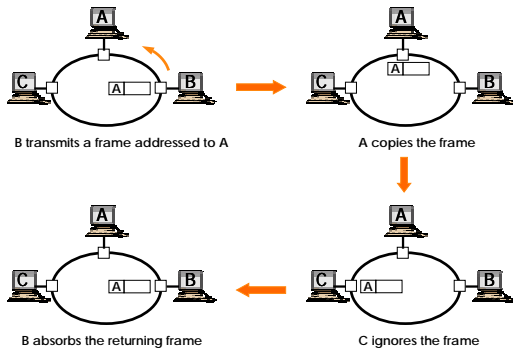 A
C
A
B
B transmits a frame addressed to A
A
A
C
B
A copies the frame
A
C
A
B
B absorbs the returning frame
A
C
A
B
C ignores the frame